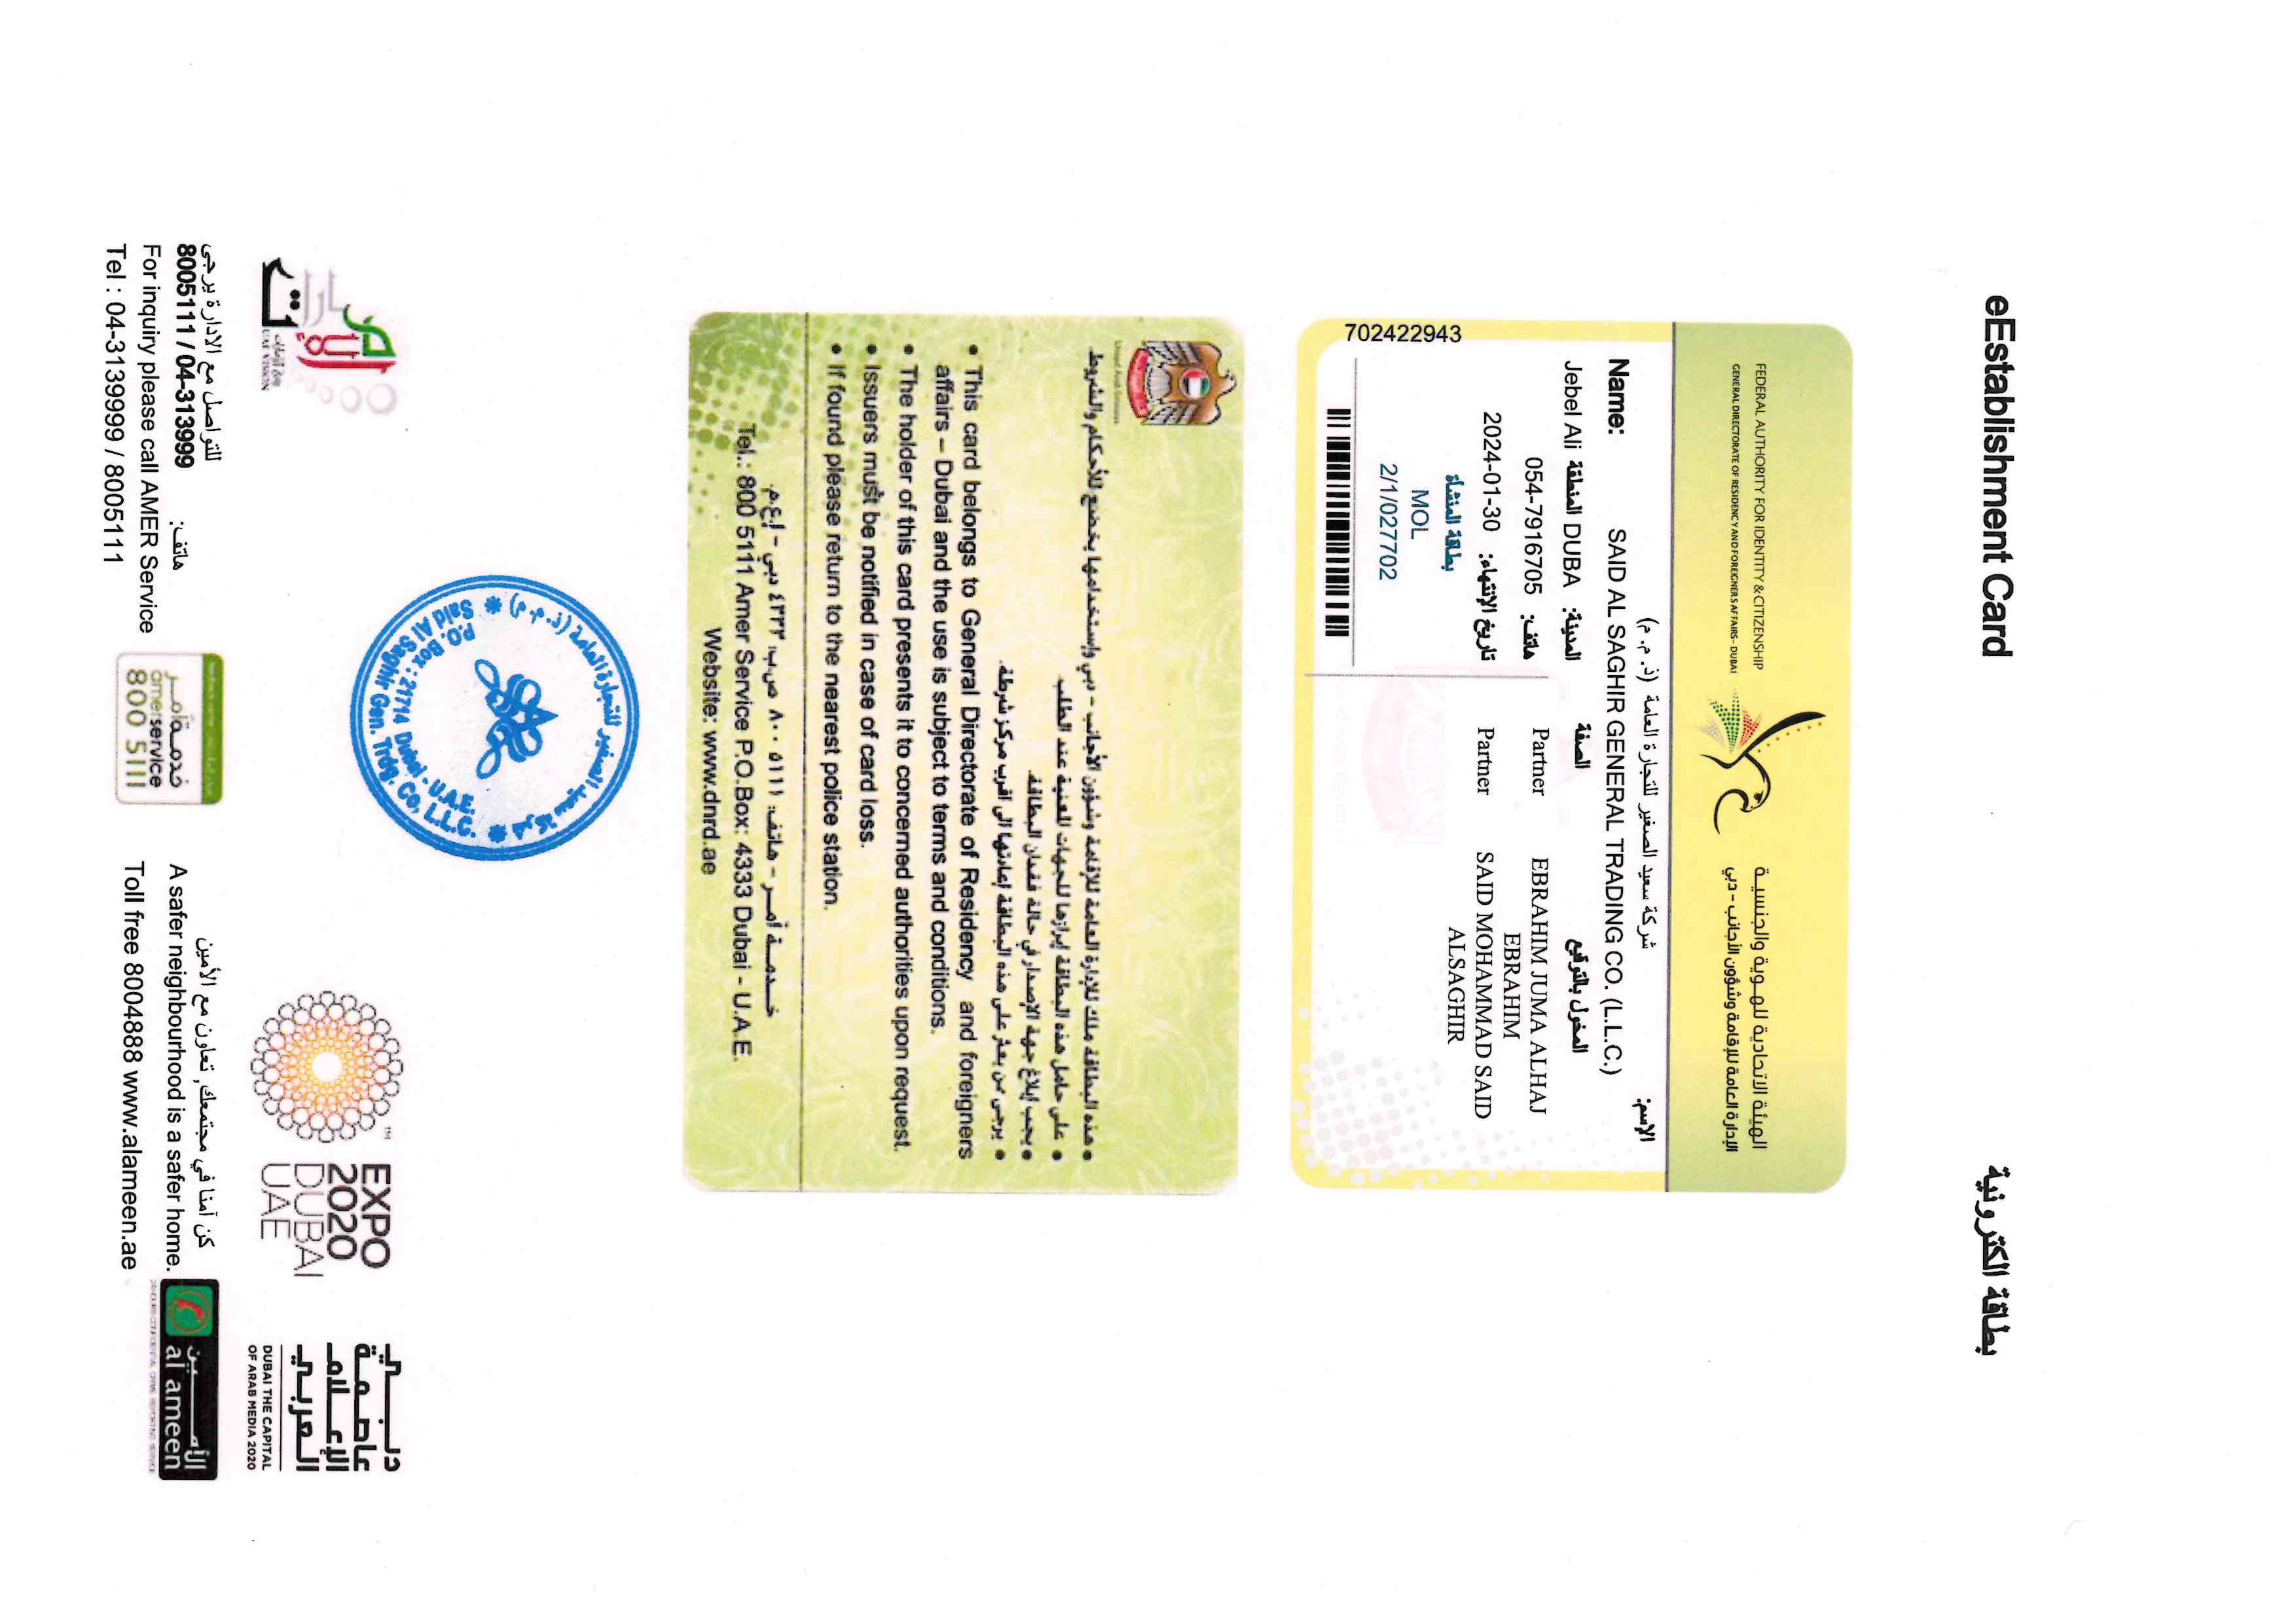 eEstablishment Card
بطاقة الكترونية
FEDERAL AUTHORITY FOR IDENTITY & CITIZENSHIP
GENERAL DIRECTORATE OF RESIDENCY AND FOREIGNERS AFFAIRS- DUBAI
الهيئة الاتحادية للهوية والجنسية
الإدارة العامة للإقامة وشؤون الأجانب - دبي
الإسم: شركة سعيد الصغير للتجارة العامة (ذ. م. م)
Name: SAID AL SAGHIR GENERAL TRADING CO. (L.L.C.)
المدينة: DUBA المنطقة Jebel Ali
هاتف: 054-7916705
تاريخ الإنتهاء: 2024-01-30
بطاقة المنشأة
MOL
2/1/027702
702422943
الصفة المخول بالتوقيع
Partner EBRAHIM JUMA ALHAJ
EBRAHIM
Partner SAID MOHAMMAD SAID
ALSAGHIR
United Arab Emirates
• هذه البطاقة ملك للإدارة العامة للإقامة وشؤون الأجانب - دبي وإستخدامها يخضع للأحكام والشروط.
• على حامل هذه البطاقة إبرازها للجهات المعنية عند الطلب.
• يجب إبلاغ جهة الإصدار في حالة فقدان البطاقة.
• يرجى من يعثر على هذه البطاقة إعادتها الى اقرب مركز شرطة.
• This card belongs to General Directorate of Residency and foreigners
affairs – Dubai and the use is subject to terms and conditions.
• The holder of this card presents it to concerned authorities upon request.
• Issuers must be notified in case of card loss.
• If found please return to the nearest police station.
خدمة أمر - هاتف: ٥١١١ ٨٠٠ ص.ب: ٤٣٣٣ دبي - إ.ع.م.
Tel.: 800 5111 Amer Service P.O.Box: 4333 Dubai - U.A.E.
Website: www.dnrd.ae
شركة سعيد الصغير للتجارة العامة (ذ.م.م)
P.O. Box : 21714 Dubai - U.A.E.
Said Al Saghir Gen. Trdg. Co, L.L.C.
الإمارات
رؤية الإمارات
UAE VISION
EXPO
2020
DUBAI
UAE
دبي
عاصمة
الإعلام
العربي
DUBAI THE CAPITAL
OF ARAB MEDIA 2020
للتواصل مع الادارة يرجى
هاتف: 8005111 / 04-313999
For inquiry please call AMER Service
Tel : 04-3139999 / 8005111
خدمة آمر
amerservice
800 5111
كن آمنا في مجتمعك, تعاون مع الأمين
A safer neighbourhood is a safer home.
Toll free 8004888 www.alameen.ae
الأمين
al ameen